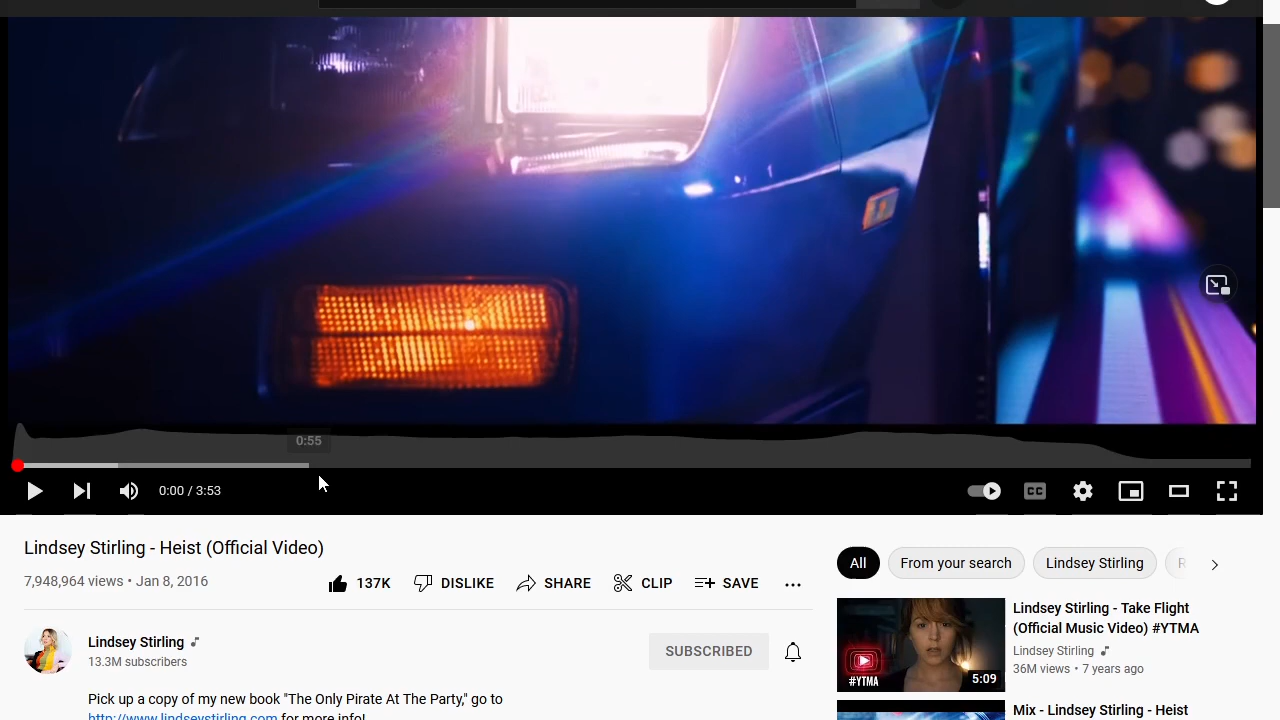 0:55
0:00 / 3:53
CC
Lindsey Stirling - Heist (Official Video)
7,948,964 views • Jan 8, 2016
137K
DISLIKE
SHARE
CLIP
SAVE
Lindsey Stirling
13.3M subscribers
SUBSCRIBED
Pick up a copy of my new book "The Only Pirate At The Party," go to
http://www.lindseystirling.com for more info!
All
From your search
Lindsey Stirling
R
Lindsey Stirling - Take Flight
(Official Music Video) #YTMA
Lindsey Stirling
36M views • 7 years ago
#YTMA
5:09
Mix - Lindsey Stirling - Heist